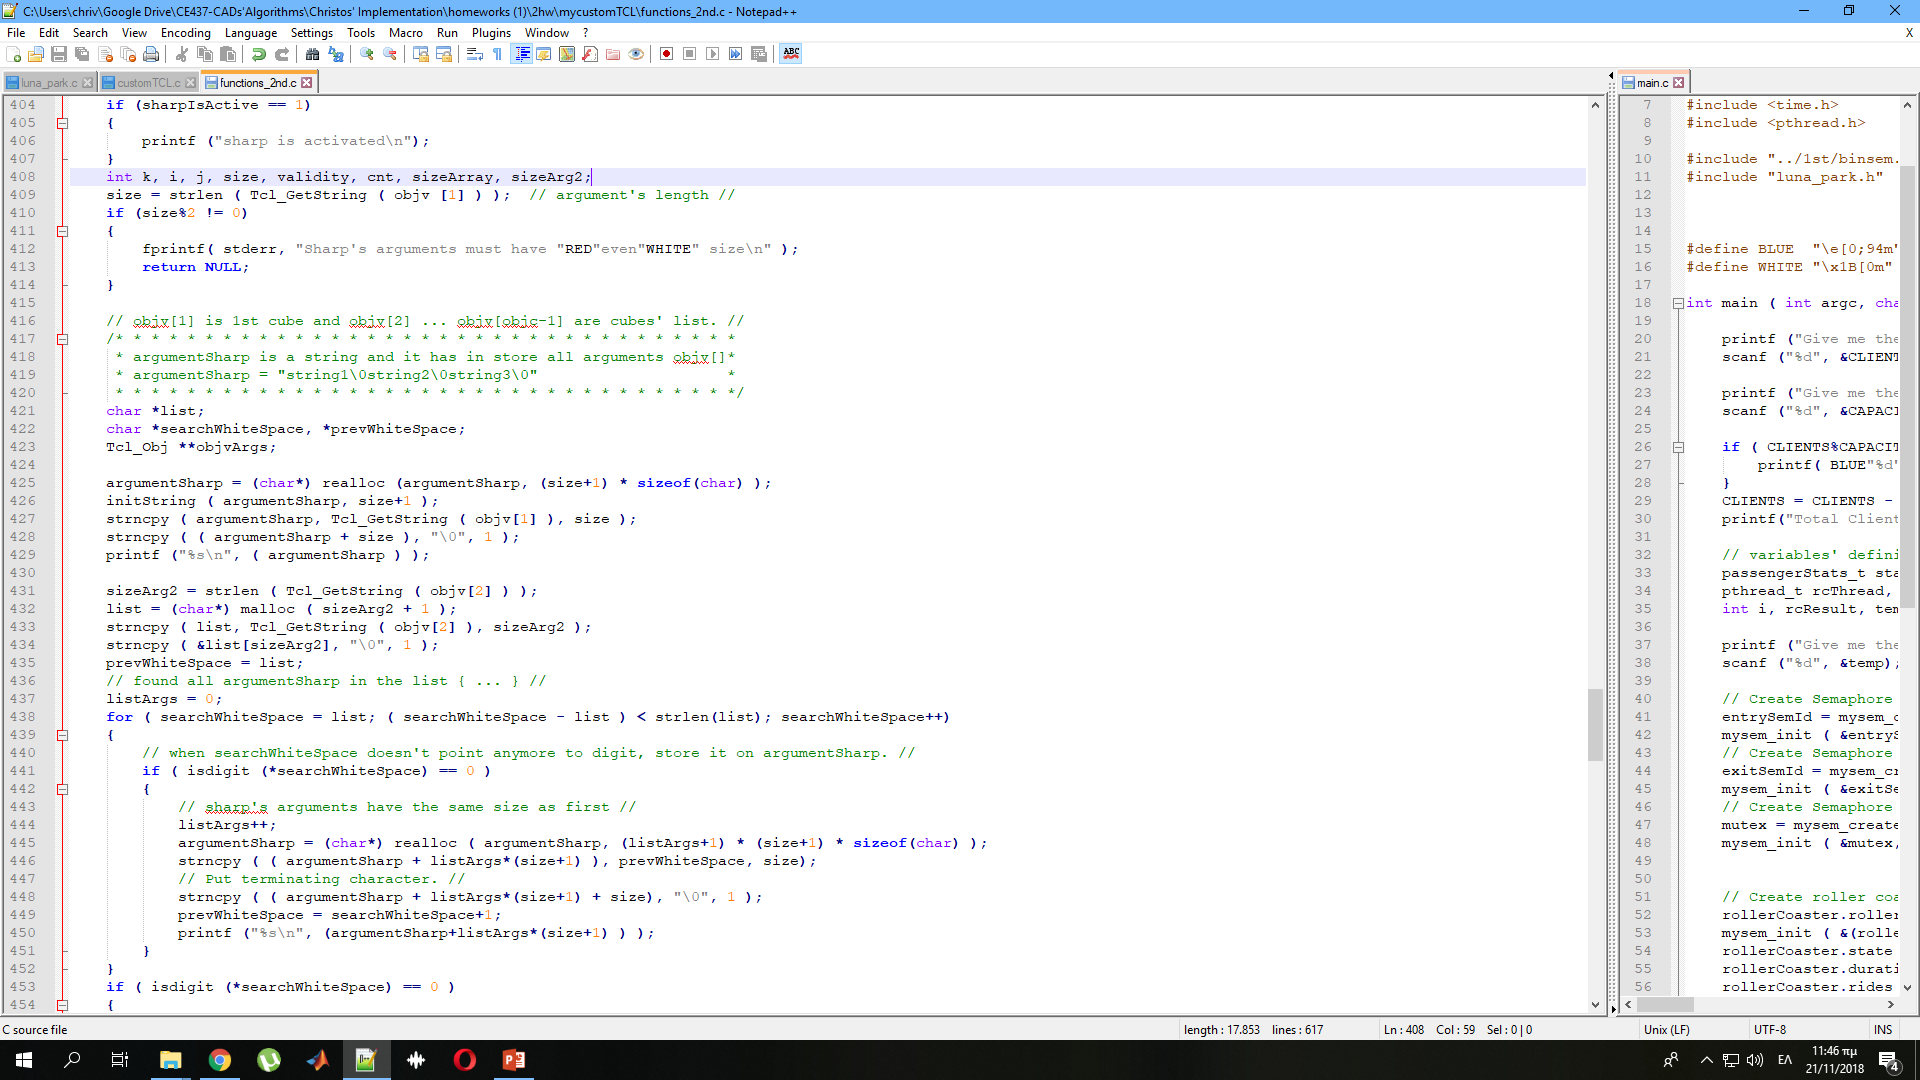 C:\Users\chriv\Google Drive\CE437-CADs'Algorithms\Christos' Implementation\homeworks (1)\2hw\mycustomTCL\functions_2nd.c - Notepad++
File Edit Search View Encoding Language Settings Tools Macro Run Plugins Window ? X
luna_park.c customTCL.c functions_2nd.c
404 if (sharpIsActive == 1)
405 {
406 printf ("sharp is activated\n");
407 }
408 int k, i, j, size, validity, cnt, sizeArray, sizeArg2;
409 size = strlen ( Tcl_GetString ( objv [1] ) ); // argument's length //
410 if (size%2 != 0)
411 {
412 fprintf( stderr, "Sharp's arguments must have "RED"even"WHITE" size\n" );
413 return NULL;
414 }
415
416 // objv[1] is 1st cube and objv[2] ... objv[objc-1] are cubes' list. //
417 /* * * * * * * * * * * * * * * * * * * * * * * * * * * * * * * * * * *
418 * argumentSharp is a string and it has in store all arguments objv[]*
419 * argumentSharp = "string1\0string2\0string3\0" *
420 * * * * * * * * * * * * * * * * * * * * * * * * * * * * * * * * * * */
421 char *list;
422 char *searchWhiteSpace, *prevWhiteSpace;
423 Tcl_Obj **objvArgs;
424
425 argumentSharp = (char*) realloc (argumentSharp, (size+1) * sizeof(char) );
426 initString ( argumentSharp, size+1 );
427 strncpy ( argumentSharp, Tcl_GetString ( objv[1] ), size );
428 strncpy ( ( argumentSharp + size ), "\0", 1 );
429 printf ("%s\n", ( argumentSharp ) );
430
431 sizeArg2 = strlen ( Tcl_GetString ( objv[2] ) );
432 list = (char*) malloc ( sizeArg2 + 1 );
433 strncpy ( list, Tcl_GetString ( objv[2] ), sizeArg2 );
434 strncpy ( &list[sizeArg2], "\0", 1 );
435 prevWhiteSpace = list;
436 // found all argumentSharp in the list { ... } //
437 listArgs = 0;
438 for ( searchWhiteSpace = list; ( searchWhiteSpace - list ) < strlen(list); searchWhiteSpace++)
439 {
440 // when searchWhiteSpace doesn't point anymore to digit, store it on argumentSharp. //
441 if ( isdigit (*searchWhiteSpace) == 0 )
442 {
443 // sharp's arguments have the same size as first //
444 listArgs++;
445 argumentSharp = (char*) realloc ( argumentSharp, (listArgs+1) * (size+1) * sizeof(char) );
446 strncpy ( ( argumentSharp + listArgs*(size+1) ), prevWhiteSpace, size);
447 // Put terminating character. //
448 strncpy ( ( argumentSharp + listArgs*(size+1) + size), "\0", 1 );
449 prevWhiteSpace = searchWhiteSpace+1;
450 printf ("%s\n", (argumentSharp+listArgs*(size+1) ) );
451 }
452 }
453 if ( isdigit (*searchWhiteSpace) == 0 )
454 {
main.c
7 #include <time.h>
8 #include <pthread.h>
9
10 #include "../1st/binsem.
11 #include "luna_park.h"
12
13
14
15 #define BLUE "\e[0;94m"
16 #define WHITE "\x1B[0m"
17
18 int main ( int argc, cha
19
20 printf ("Give me the
21 scanf ("%d", &CLIENT
22
23 printf ("Give me the
24 scanf ("%d", &CAPACI
25
26 if ( CLIENTS%CAPACIT
27 printf( BLUE"%d"
28 }
29 CLIENTS = CLIENTS -
30 printf("Total Client
31
32 // variables' defini
33 passengerStats_t sta
34 pthread_t rcThread,
35 int i, rcResult, tem
36
37 printf ("Give me the
38 scanf ("%d", &temp);
39
40 // Create Semaphore
41 entrySemId = mysem_c
42 mysem_init ( &entryS
43 // Create Semaphore
44 exitSemId = mysem_cr
45 mysem_init ( &exitSe
46 // Create Semaphore
47 mutex = mysem_create
48 mysem_init ( &mutex,
49
50
51 // Create roller coa
52 rollerCoaster.roller
53 mysem_init ( &(rolle
54 rollerCoaster.state
55 rollerCoaster.durati
56 rollerCoaster.rides
C source file length : 17.853 lines : 617 Ln : 408 Col : 59 Sel : 0 | 0 Unix (LF) UTF-8 INS
ΕΛ 11:46 πμ
21/11/2018
4